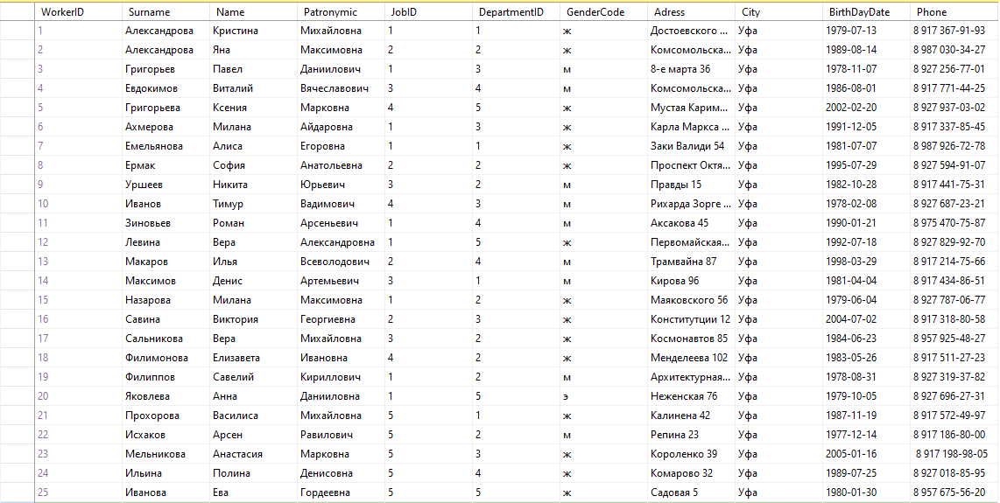 WorkerID Surname Name Patronymic JobID DepartmentID GenderCode Adress City BirthDayDate Phone
1 Александрова Кристина Михайловна 1 1 ж Достоевского ... Уфа 1979-07-13 8 917 367-91-93
2 Александрова Яна Максимовна 2 2 ж Комсомольска... Уфа 1989-08-14 8 987 030-34-27
3 Григорьев Павел Даниилович 1 3 м 8-е марта 36 Уфа 1978-11-07 8 927 256-77-01
4 Евдокимов Виталий Вячеславович 3 4 м Комсомольска... Уфа 1986-08-01 8 917 771-44-25
5 Григорьева Ксения Марковна 4 5 ж Мустая Карим... Уфа 2002-02-20 8 927 937-03-02
6 Ахмерова Милана Айдаровна 1 3 ж Карла Маркса ... Уфа 1991-12-05 8 917 337-85-45
7 Емельянова Алиса Егоровна 1 1 ж Заки Валиди 54 Уфа 1981-07-07 8 987 926-72-78
8 Ермак София Анатольевна 2 2 ж Проспект Октя... Уфа 1995-07-29 8 927 594-91-07
9 Уршеев Никита Юрьевич 3 2 м Правды 15 Уфа 1982-10-28 8 917 441-75-31
10 Иванов Тимур Вадимович 4 3 м Рихарда Зорге ... Уфа 1978-02-08 8 927 687-23-21
11 Зиновьев Роман Арсеньевич 1 4 м Аксакова 45 Уфа 1990-01-21 8 975 470-75-87
12 Левина Вера Александровна 1 5 ж Первомайская... Уфа 1992-07-18 8 927 829-92-70
13 Макаров Илья Всеволодович 2 4 м Трамвайна 87 Уфа 1998-03-29 8 917 214-75-66
14 Максимов Денис Артемьевич 3 1 м Кирова 96 Уфа 1981-04-04 8 917 434-86-51
15 Назарова Милана Максимовна 1 2 ж Маяковского 56 Уфа 1979-06-04 8 927 787-06-77
16 Савина Виктория Георгиевна 2 3 ж Конститутции 12 Уфа 2004-07-02 8 917 318-80-58
17 Сальникова Вера Михайловна 3 2 ж Космонавтов 85 Уфа 1984-06-23 8 957 925-48-27
18 Филимонова Елизавета Ивановна 4 2 ж Менделеева 102 Уфа 1983-05-26 8 917 511-27-23
19 Филиппов Савелий Кириллович 1 2 м Архитектурная... Уфа 1978-08-31 8 927 319-37-82
20 Яковлева Анна Данииловна 1 5 э Неженская 76 Уфа 1979-10-05 8 927 696-27-31
21 Прохорова Василиса Михайловна 5 1 ж Калинена 42 Уфа 1987-11-19 8 917 572-49-97
22 Исхаков Арсен Равилович 5 2 м Репина 23 Уфа 1977-12-14 8 917 186-80-00
23 Мельникова Анастасия Марковна 5 3 ж Короленко 39 Уфа 2005-01-16 8 917 198-98-05
24 Ильина Полина Денисовна 5 4 ж Комарово 32 Уфа 1989-07-25 8 927 018-85-95
25 Иванова Ева Гордеевна 5 5 ж Садовая 5 Уфа 1980-01-30 8 957 675-56-20